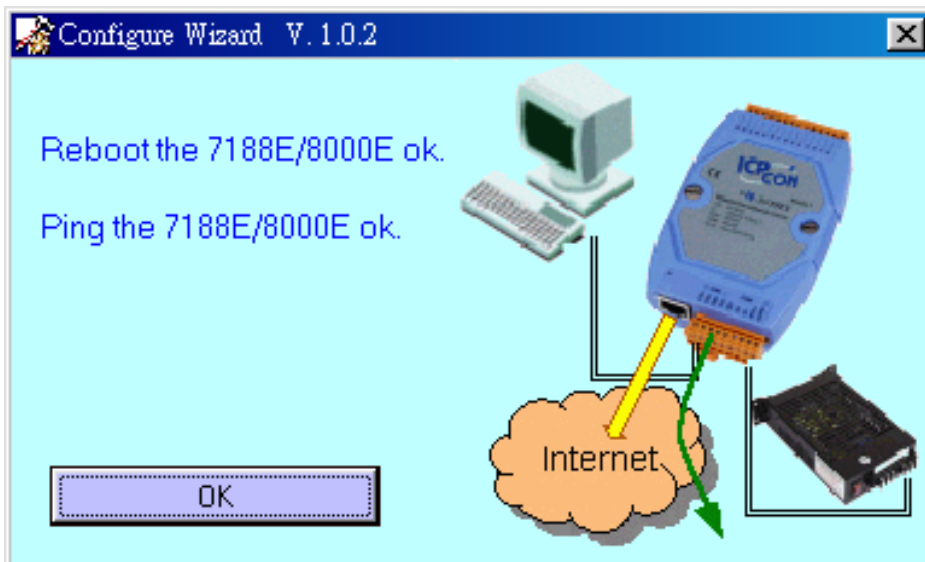 Configure Wizard V. 1.0.2
Reboot the 7188E/8000E ok.
Ping the 7188E/8000E ok.
ICP
CON
CE
Internet
OK